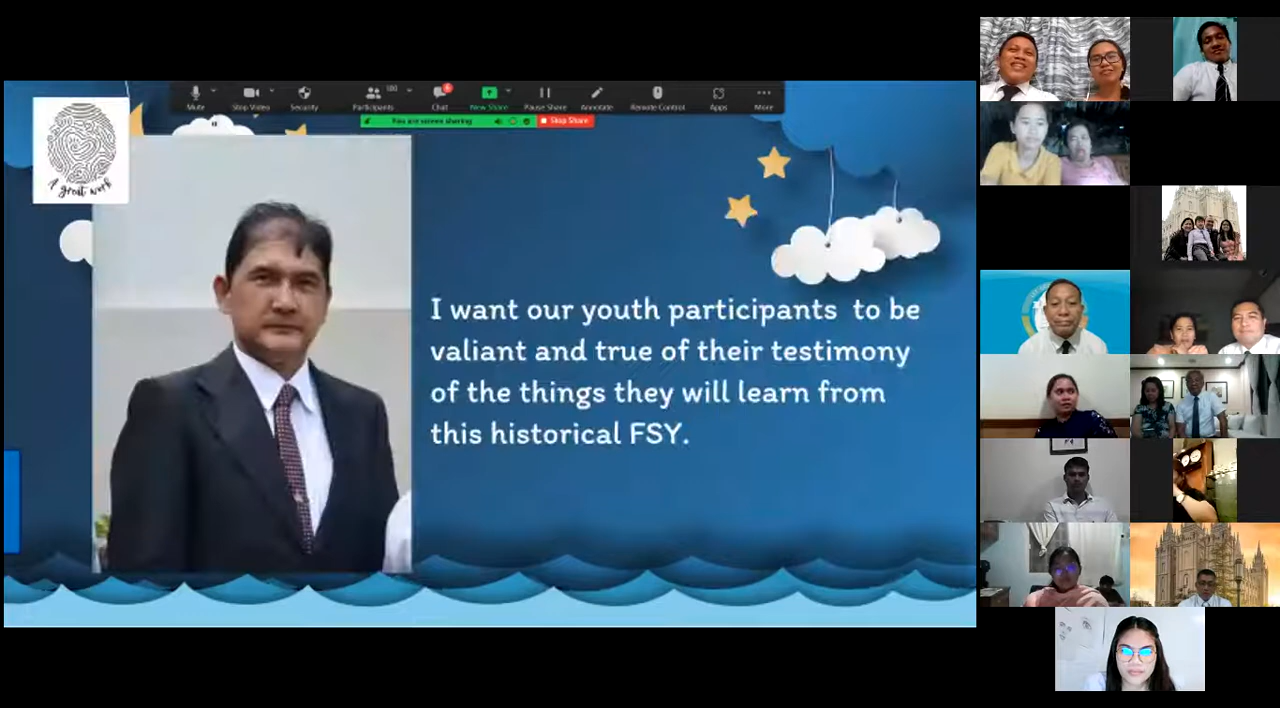 Mute
Stop Video
Security
Participants
100
Chat
New Share
Pause Share
Annotate
Remote Control
Apps
More
You are screen sharing
Stop Share
A great work
I want our youth participants to be
valiant and true of their testimony
of the things they will learn from
this historical FSY.